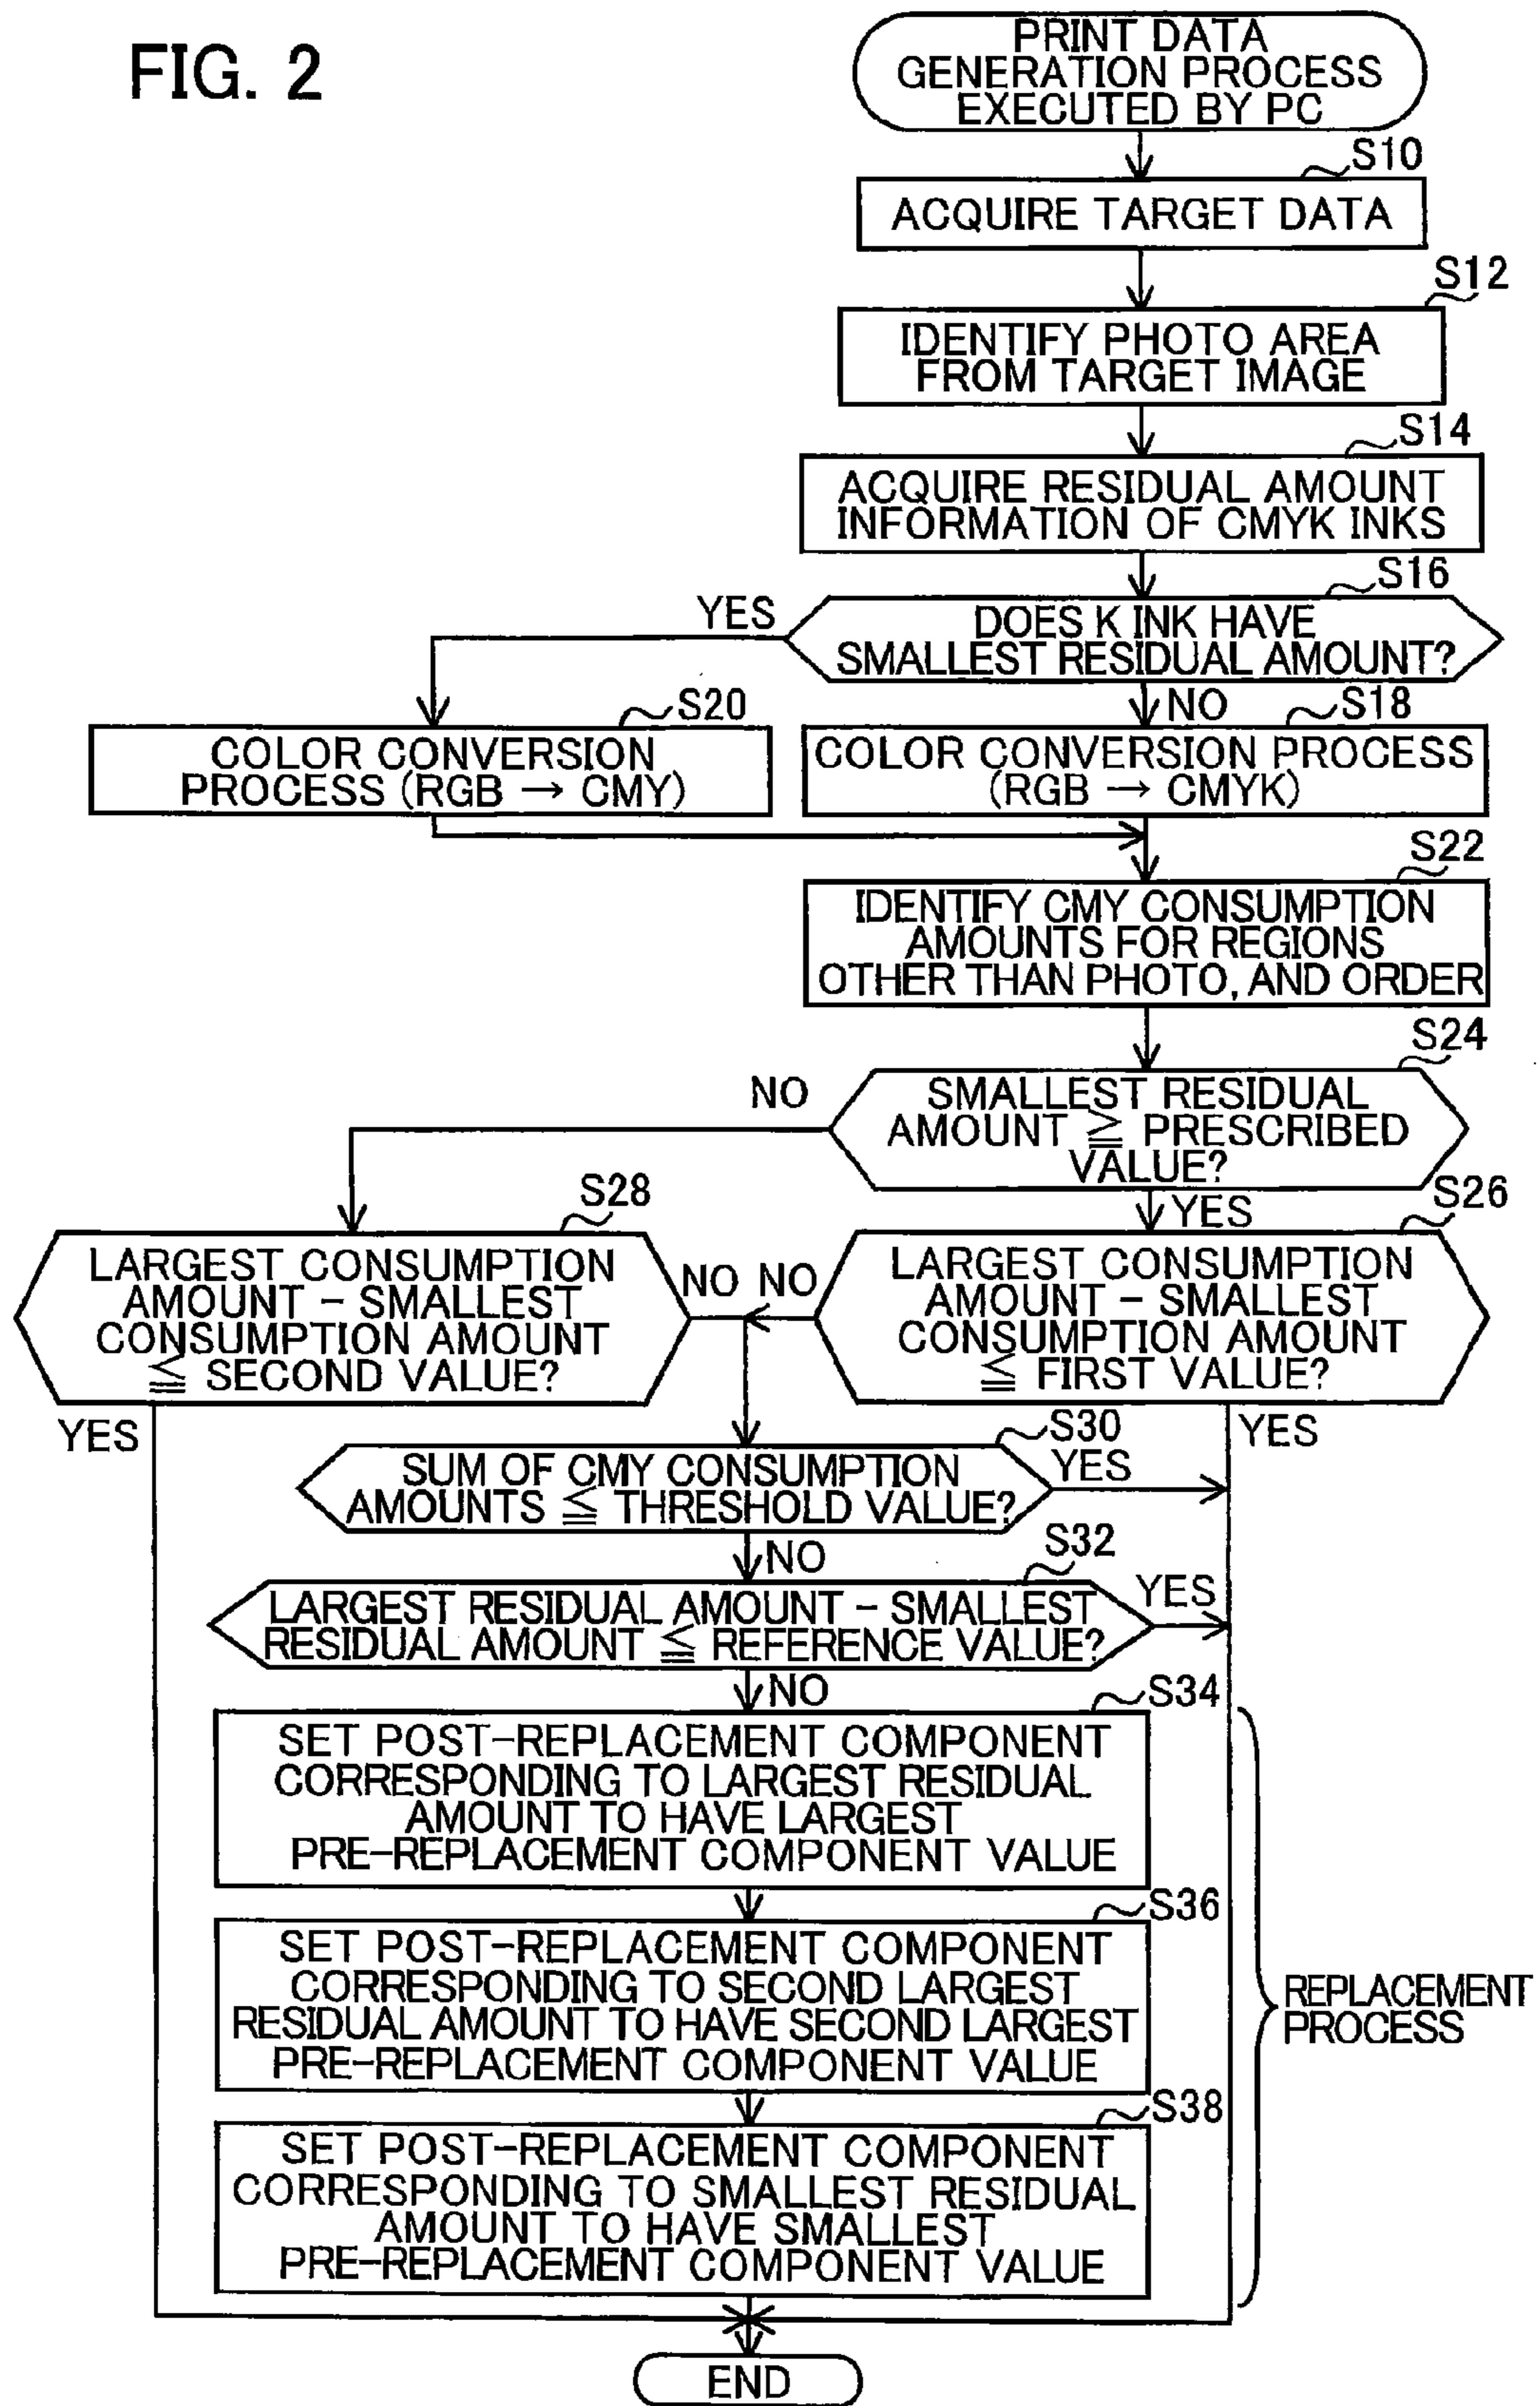 FIG. 2
PRINT DATA
GENERATION PROCESS
EXECUTED BY PC
S10
ACQUIRE TARGET DATA
S12
IDENTIFY PHOTO AREA
FROM TARGET IMAGE
S14
ACQUIRE RESIDUAL AMOUNT
INFORMATION OF CMYK INKS
S16
YES
DOES K INK HAVE
SMALLEST RESIDUAL AMOUNT?
S20
NO
S18
COLOR CONVERSION
PROCESS (RGB → CMY)
COLOR CONVERSION PROCESS
(RGB → CMYK)
S22
IDENTIFY CMY CONSUMPTION
AMOUNTS FOR REGIONS
OTHER THAN PHOTO, AND ORDER
S24
NO
SMALLEST RESIDUAL
AMOUNT ≧ PRESCRIBED
VALUE?
S28
YES
S26
LARGEST CONSUMPTION
AMOUNT – SMALLEST
CONSUMPTION AMOUNT
≦ SECOND VALUE?
NO NO
LARGEST CONSUMPTION
AMOUNT – SMALLEST
CONSUMPTION AMOUNT
≦ FIRST VALUE?
YES
S30
YES
SUM OF CMY CONSUMPTION
AMOUNTS ≦ THRESHOLD VALUE?
YES
NO
S32
LARGEST RESIDUAL AMOUNT – SMALLEST
RESIDUAL AMOUNT ≦ REFERENCE VALUE?
YES
NO
S34
SET POST-REPLACEMENT COMPONENT
CORRESPONDING TO LARGEST RESIDUAL
AMOUNT TO HAVE LARGEST
PRE-REPLACEMENT COMPONENT VALUE
S36
SET POST-REPLACEMENT COMPONENT
CORRESPONDING TO SECOND LARGEST
RESIDUAL AMOUNT TO HAVE SECOND LARGEST
PRE-REPLACEMENT COMPONENT VALUE
REPLACEMENT
PROCESS
S38
SET POST-REPLACEMENT COMPONENT
CORRESPONDING TO SMALLEST RESIDUAL
AMOUNT TO HAVE SMALLEST
PRE-REPLACEMENT COMPONENT VALUE
END